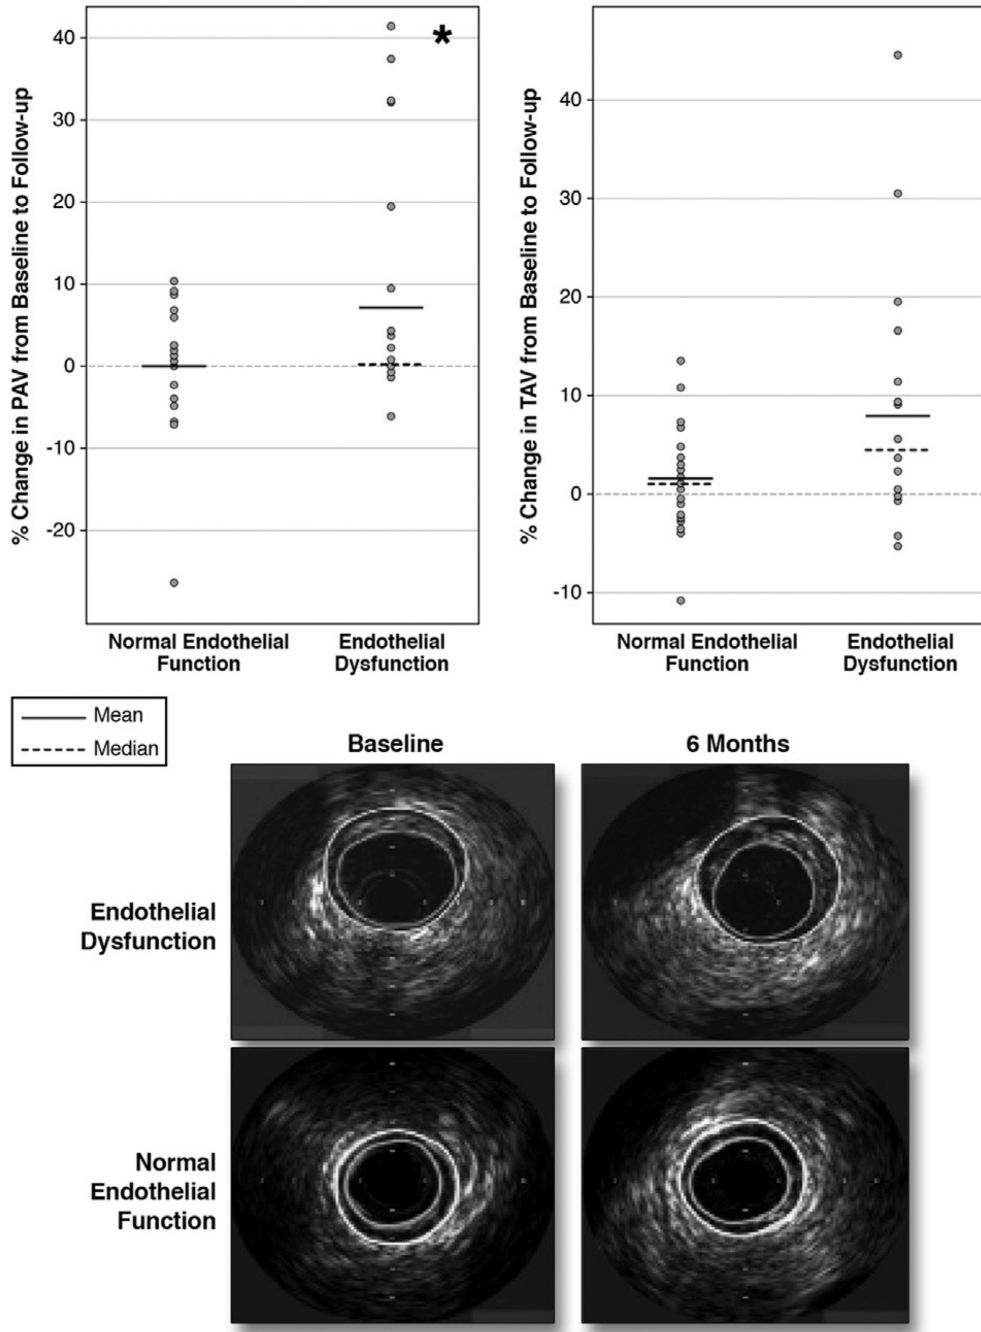 % Change in PAV from Baseline to Follow-up
40
30
20
10
0
-10
-20
*
Normal Endothelial
Function
Endothelial
Dysfunction
% Change in TAV from Baseline to Follow-up
40
30
20
10
0
-10
Normal Endothelial
Function
Endothelial
Dysfunction
Mean
Median
Baseline
6 Months
Endothelial
Dysfunction
Normal
Endothelial
Function